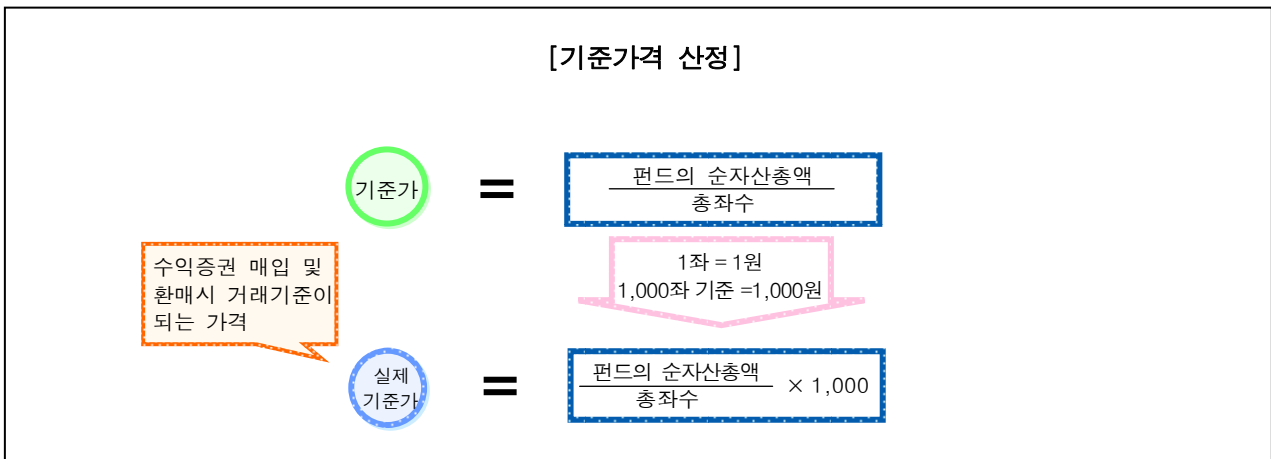 [기준가격 산정]
기준가
=
펀드의 순자산총액
총좌수
1좌 = 1원
1,000좌 기준 =1,000원
수익증권 매입 및
환매시 거래기준이
되는 가격
실제
기준가
=
펀드의 순자산총액
총좌수
× 1,000